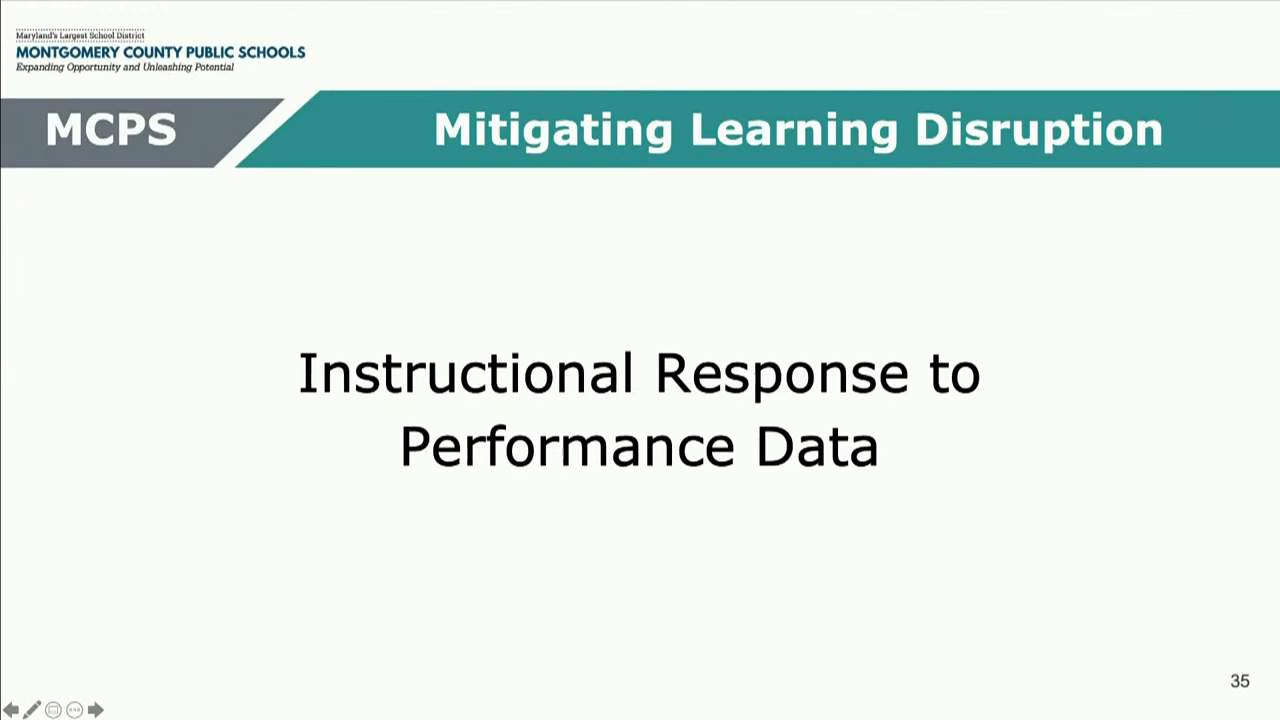 Maryland's Largest School District
MONTGOMERY COUNTY PUBLIC SCHOOLS
Expanding Opportunity and Unleashing Potential
MCPS
Mitigating Learning Disruption
Instructional Response to
Performance Data
35